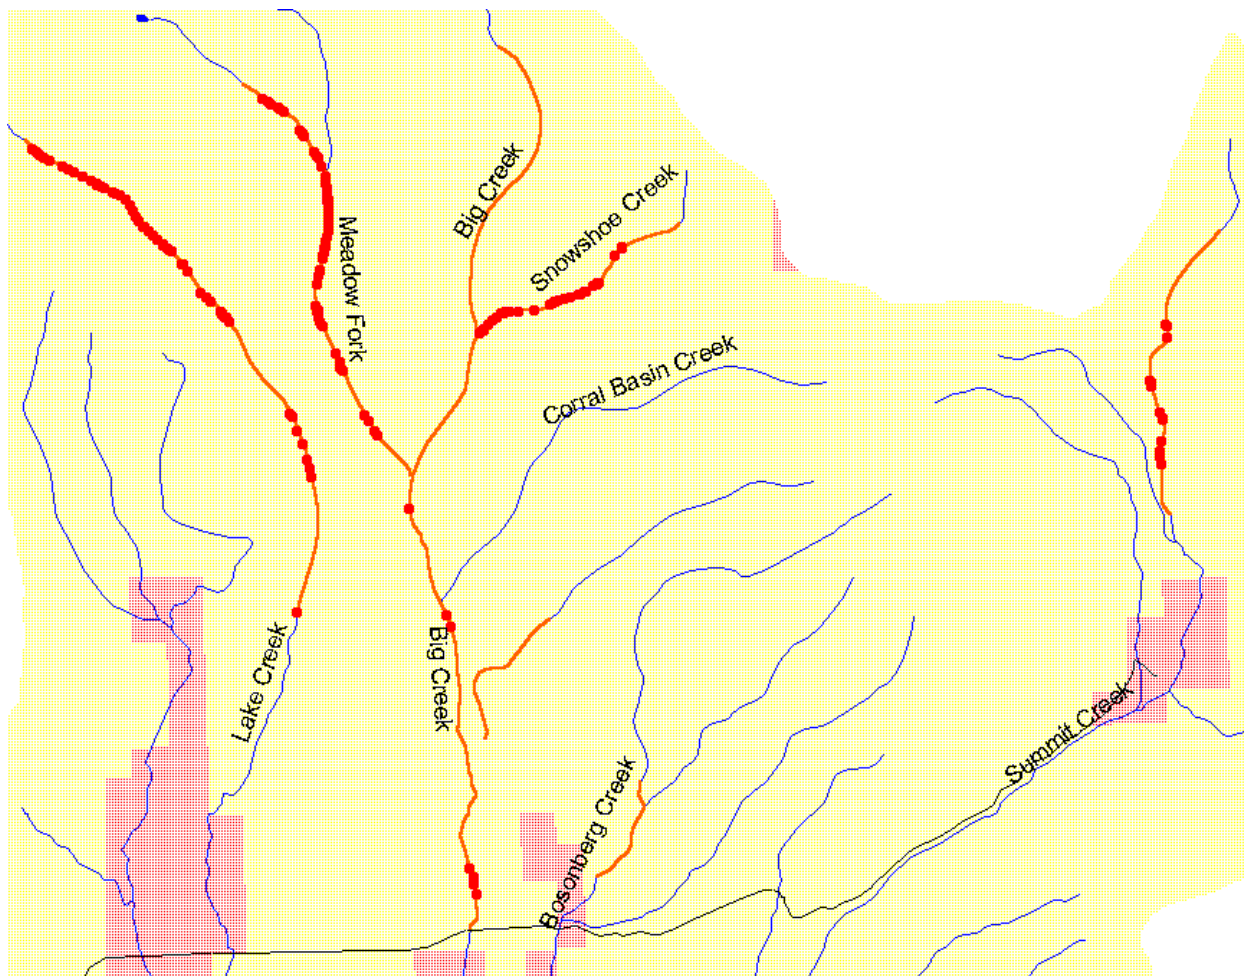 Big Creek
Snowshoe Creek
Meadow Fork
Corral Basin Creek
Lake Creek
Big Creek
Summit Creek
Bosonberg Creek